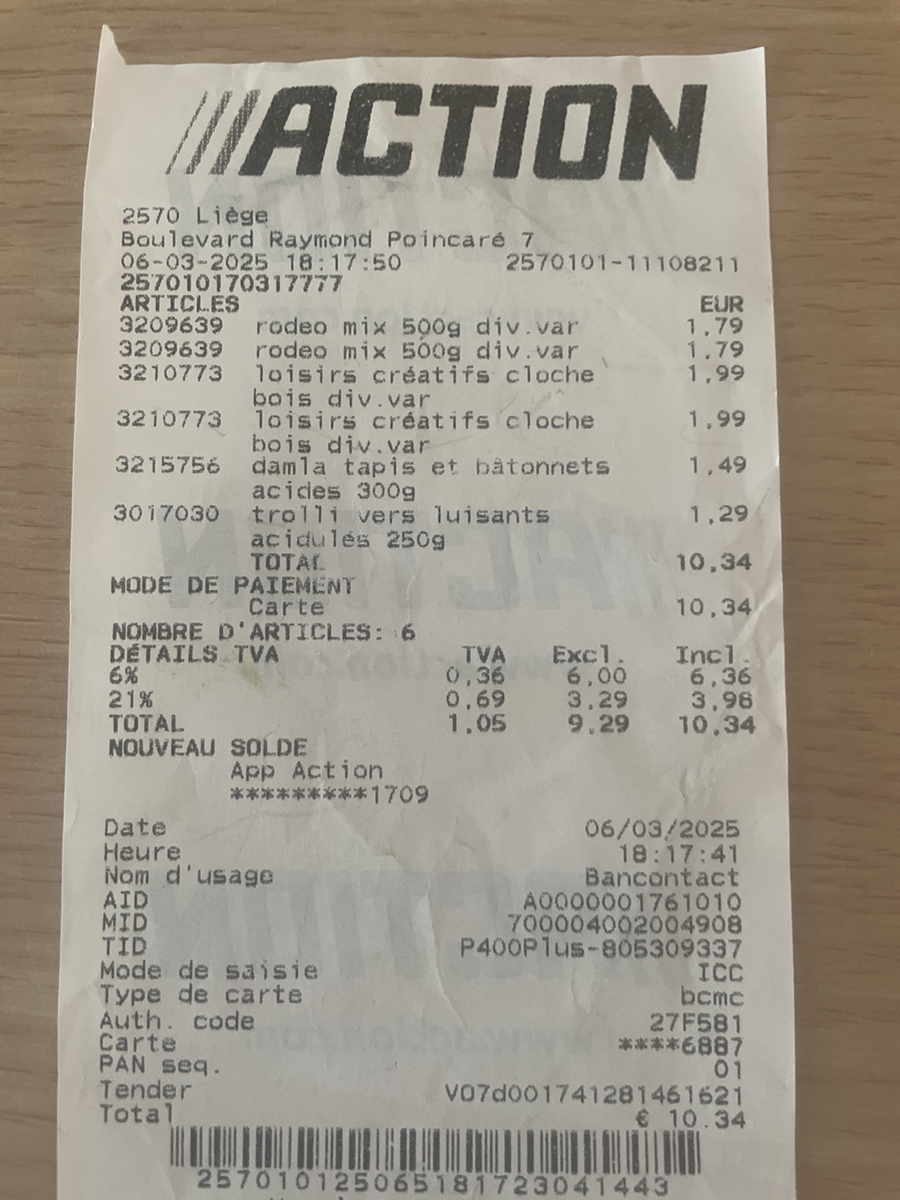 ///ACTION
2570 Liège
Boulevard Raymond Poincaré 7
06-03-2025 18:17:50 2570101-11108211
257010170317777
ARTICLES EUR
3209639 rodeo mix 500g div.var 1,79
3209639 rodeo mix 500g div.var 1,79
3210773 loisirs créatifs cloche 1,99
bois div.var
3210773 loisirs créatifs cloche 1,99
bois div.var
3215756 damla tapis et bâtonnets 1,49
acides 300g
3017030 trolli vers luisants 1,29
acidulés 250g
TOTAL 10,34
MODE DE PAIEMENT
Carte 10,34
NOMBRE D'ARTICLES: 6
DÉTAILS TVA TVA Excl. Incl.
6% 0,36 6,00 6,36
21% 0,69 3,29 3,98
TOTAL 1,05 9,29 10,34
NOUVEAU SOLDE
App Action
*********1709
Date 06/03/2025
Heure 18:17:41
Nom d'usage Bancontact
AID A0000001761010
MID 700004002004908
TID P400Plus-805309337
Mode de saisie ICC
Type de carte bcmc
Auth. code 27F581
Carte ****6887
PAN seq. 01
Tender V07d001741281461621
Total € 10.34
257010125065181723041443